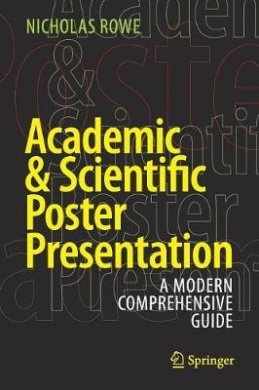 NICHOLAS ROWE
Academic
& Scientific
Poster
Presentation
A MODERN
COMPREHENSIVE
GUIDE
Springer